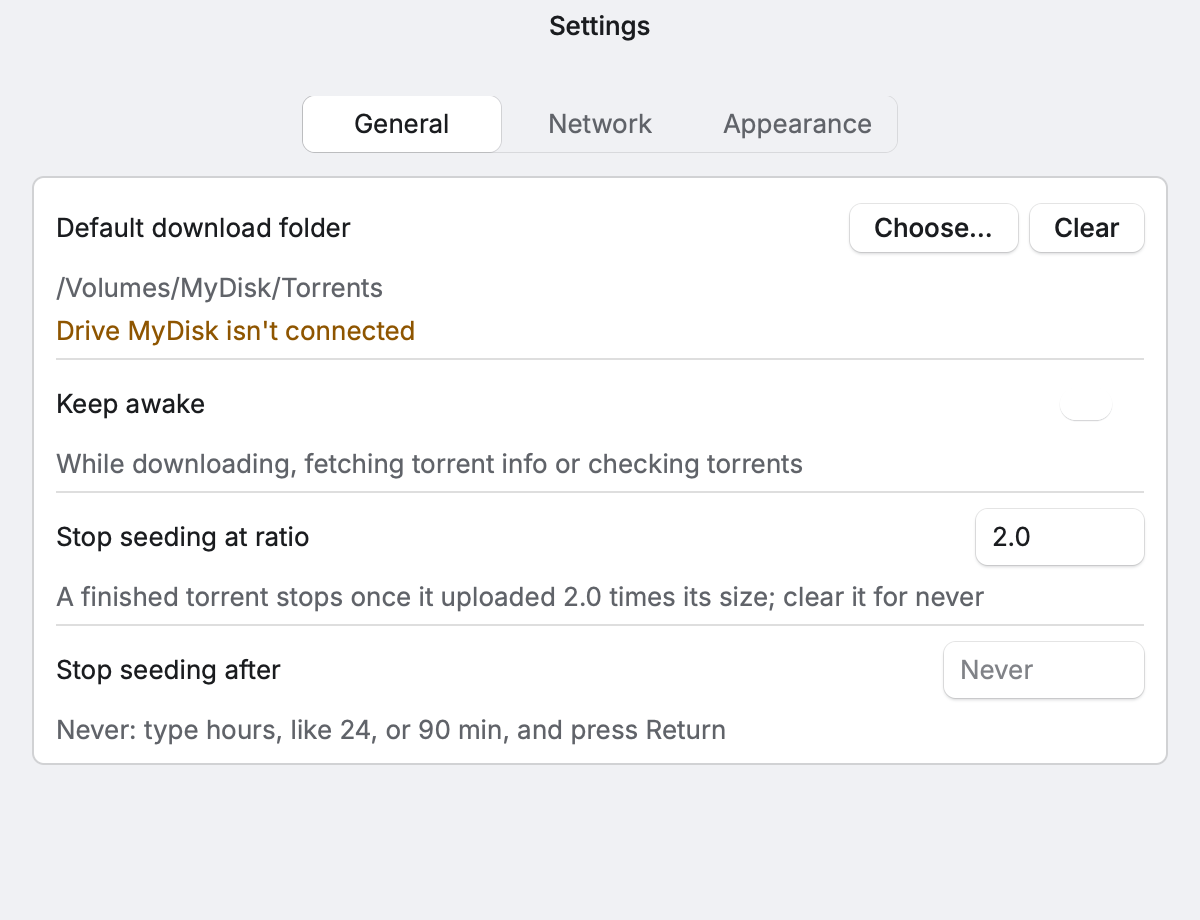 Settings
General Network Appearance
Default download folder Choose... Clear
/Volumes/MyDisk/Torrents
Drive MyDisk isn't connected
Keep awake
While downloading, fetching torrent info or checking torrents
Stop seeding at ratio 2.0
A finished torrent stops once it uploaded 2.0 times its size; clear it for never
Stop seeding after Never
Never: type hours, like 24, or 90 min, and press Return